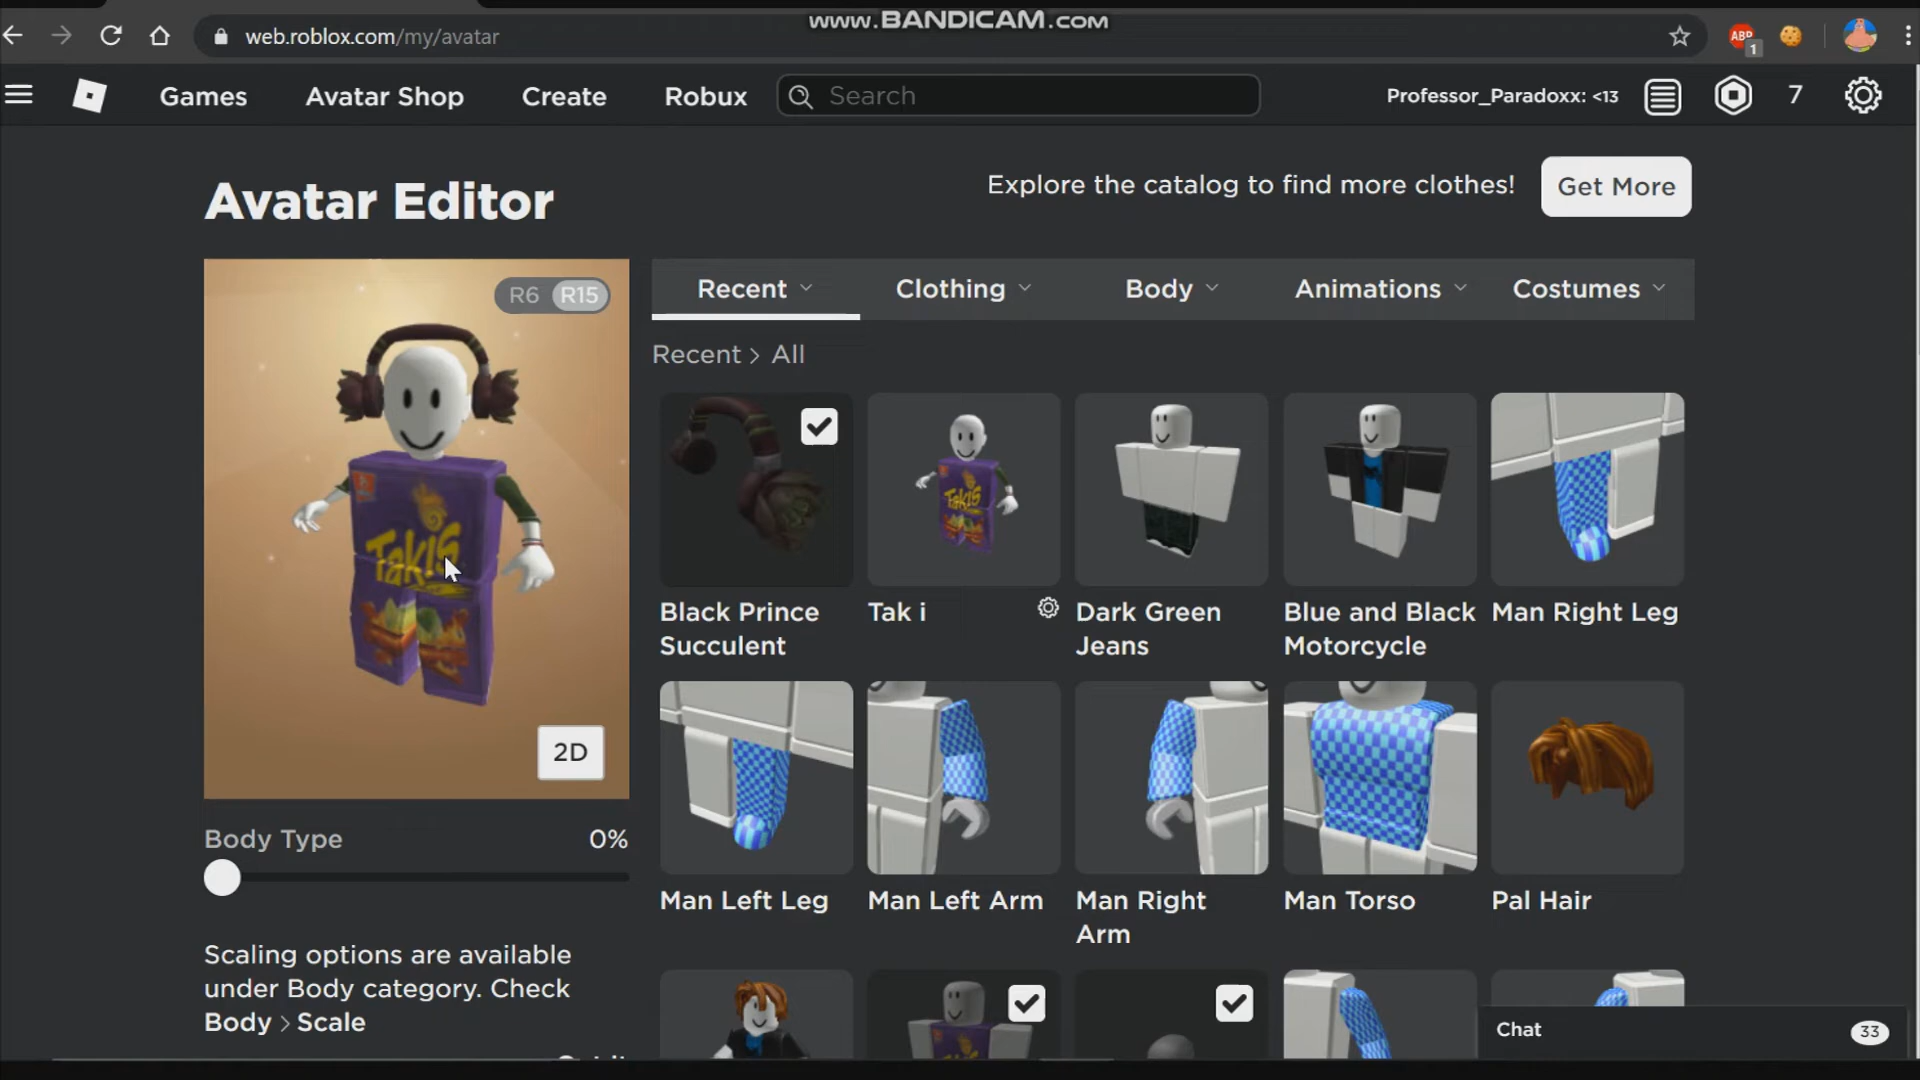 www.BANDICAM.com
web.roblox.com/my/avatar
ABP
1
Games
Avatar Shop
Create
Robux
Search
Professor_Paradoxx: <13
7
Avatar Editor
Explore the catalog to find more clothes!
Get More
R6 R15
Takis
2D
Body Type
0%
Scaling options are available
under Body category. Check
Body > Scale
Recent
Clothing
Body
Animations
Costumes
Recent > All
Takis
Black Prince
Succulent
Tak i
Dark Green
Jeans
Blue and Black
Motorcycle
Man Right Leg
Man Left Leg
Man Left Arm
Man Right
Arm
Man Torso
Pal Hair
Chat
33